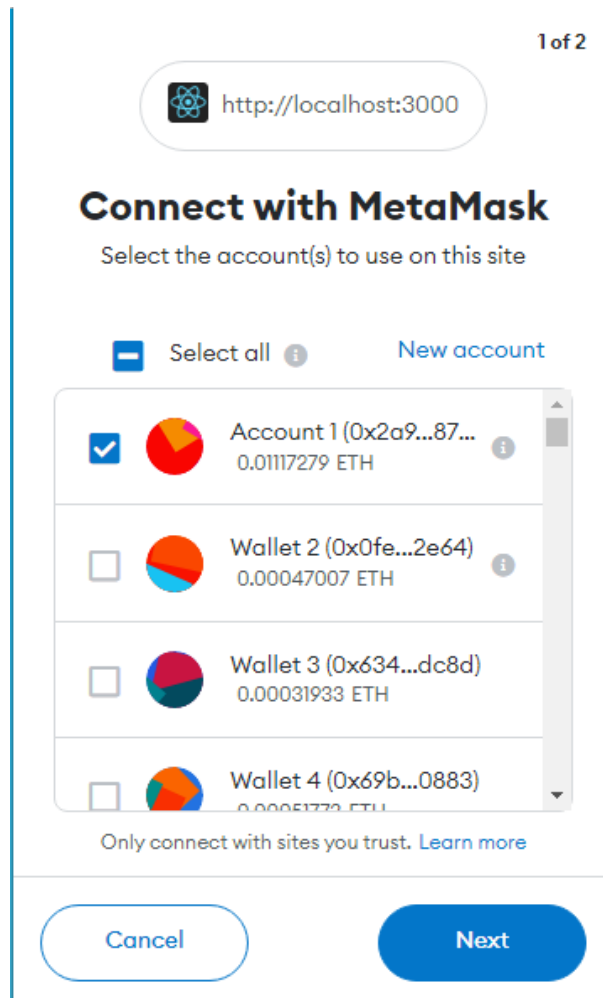 1 of 2
http://localhost:3000
Connect with MetaMask
Select the account(s) to use on this site
Select all
New account
Account 1 (0x2a9...87...
0.01117279 ETH
Wallet 2 (0x0fe...2e64)
0.00047007 ETH
Wallet 3 (0x634...dc8d)
0.00031933 ETH
Wallet 4 (0x69b...0883)
Only connect with sites you trust. Learn more
Cancel
Next